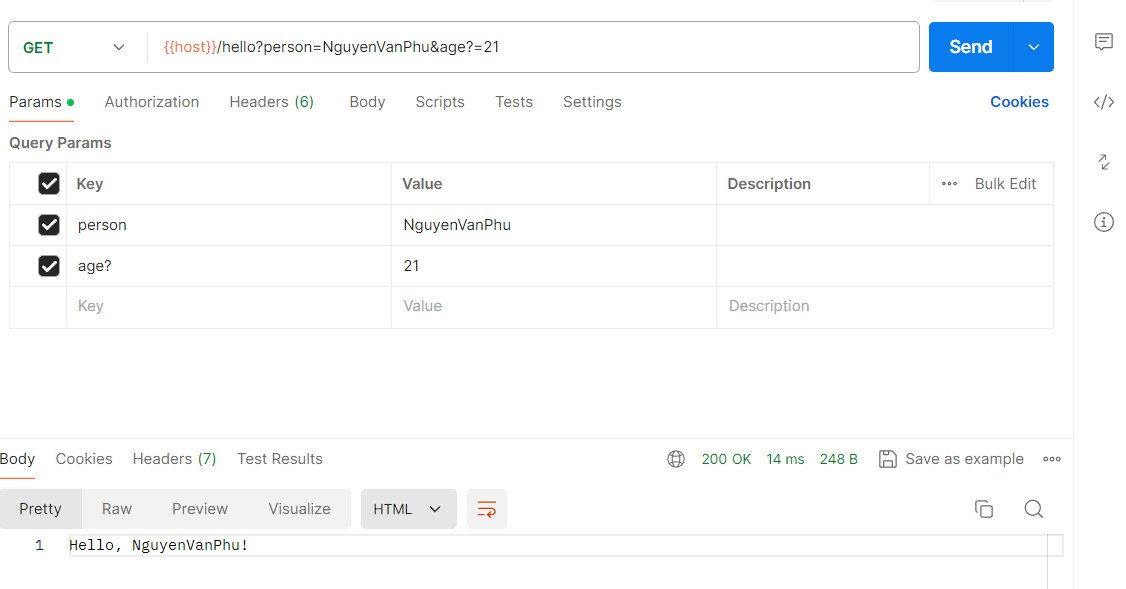 GET {{host}}/hello?person=NguyenVanPhu&age?=21 Send
Params Authorization Headers (6) Body Scripts Tests Settings Cookies
Query Params
Key Value Description Bulk Edit
person NguyenVanPhu
age? 21
Key Value Description
Body Cookies Headers (7) Test Results 200 OK 14 ms 248 B Save as example
Pretty Raw Preview Visualize HTML
1 Hello, NguyenVanPhu!